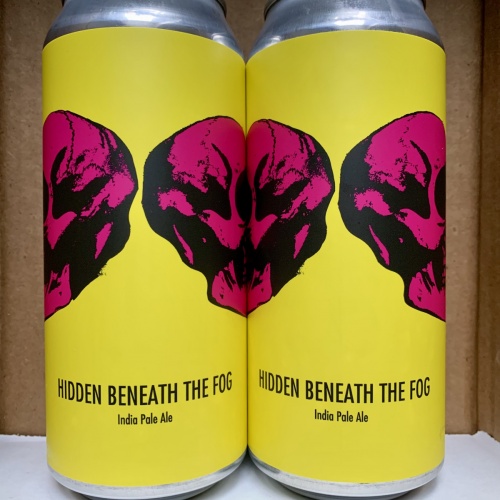 HIDDEN BENEATH THE FOG
India Pale Ale
HIDDEN BENEATH THE FOG
India Pale Ale